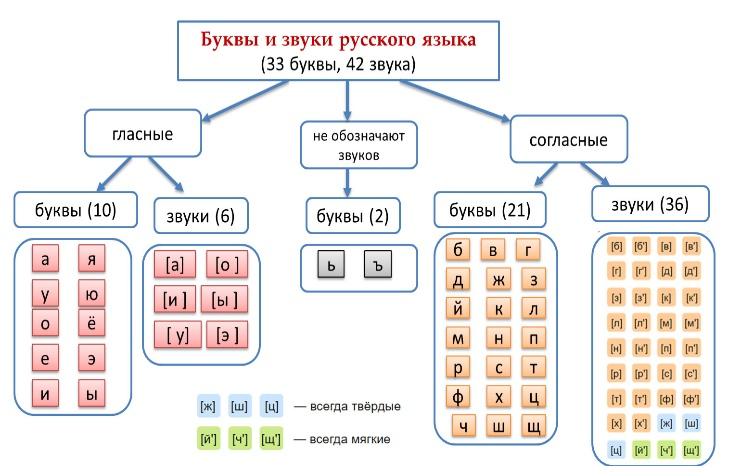 Буквы и звуки русского языка
(33 буквы, 42 звука)
гласные
не обозначают
звуков
согласные
буквы (10)
звуки (6)
буквы (2)
буквы (21)
звуки (36)
а я
у ю
о ё
е э
и ы
[а] [о ]
[и ] [ы ]
[ у] [э ]
ь ъ
б в г
д ж з
й к л
м н п
р с т
ф х ц
ч ш щ
[б] [б'] [в] [в']
[г] [г'] [д] [д']
[з] [з'] [к] [к']
[л] [л'] [м] [м']
[н] [н'] [п] [п']
[р] [р'] [с] [с']
[т] [т'] [ф] [ф']
[х] [х'] [ж] [ш]
[ц] [й'] [ч'] [щ']
[ж] [ш] [ц] — всегда твёрдые
[й'] [ч'] [щ'] — всегда мягкие